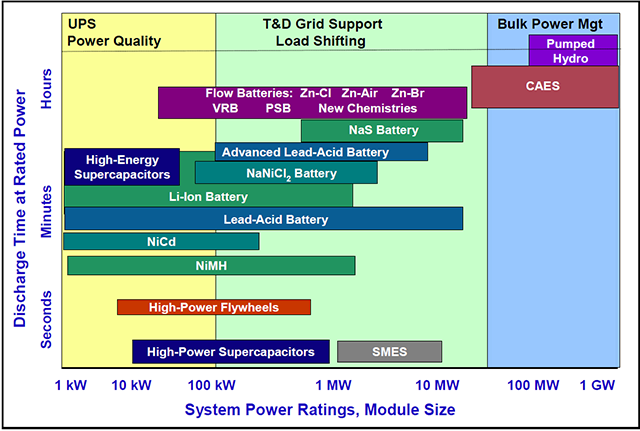 UPS
Power Quality
T&D Grid Support
Load Shifting
Bulk Power Mgt
Pumped
Hydro
CAES
Flow Batteries: Zn-Cl Zn-Air Zn-Br
VRB PSB New Chemistries
NaS Battery
Advanced Lead-Acid Battery
High-Energy
Supercapacitors
NaNiCl2 Battery
Li-Ion Battery
Lead-Acid Battery
NiCd
NiMH
High-Power Flywheels
High-Power Supercapacitors
SMES
Discharge Time at Rated Power
Hours
Minutes
Seconds
1 kW 10 kW 100 kW 1 MW 10 MW 100 MW 1 GW
System Power Ratings, Module Size